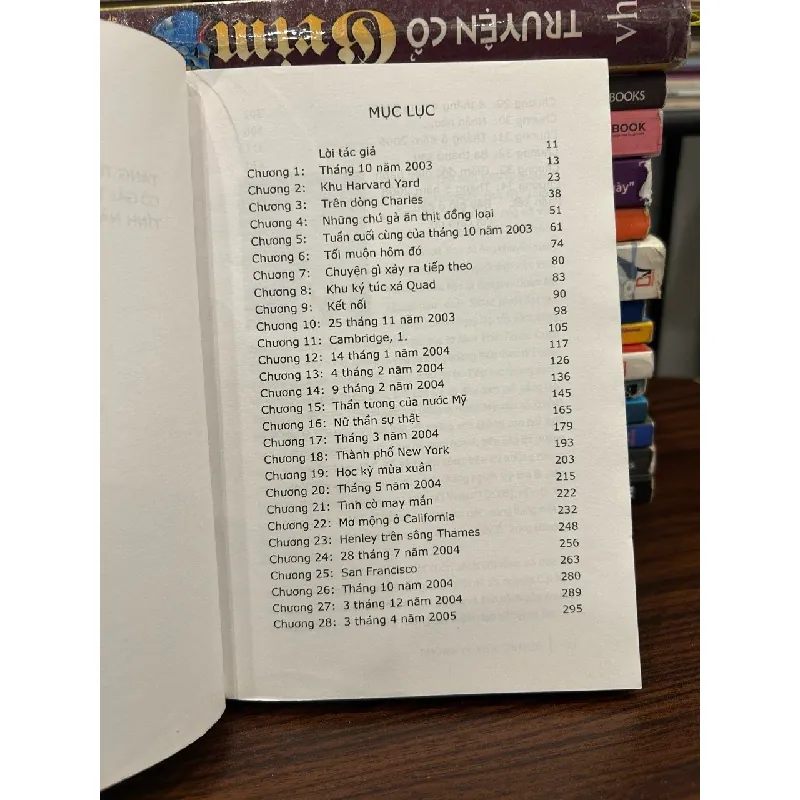 TRUYỆN CỔ
Grim
vh
BOOKS
BOOK
ày"
MỤC LỤC
Lời tác giả 11
Chương 1: Tháng 10 năm 2003 13
Chương 2: Khu Harvard Yard 23
Chương 3: Trên dòng Charles 38
Chương 4: Những chú gà ăn thịt đồng loại 51
Chương 5: Tuần cuối cùng của tháng 10 năm 2003 61
Chương 6: Tối muộn hôm đó 74
Chương 7: Chuyện gì xảy ra tiếp theo 80
Chương 8: Khu ký túc xá Quad 83
Chương 9: Kết nối 90
Chương 10: 25 tháng 11 năm 2003 98
Chương 11: Cambridge, 1. 105
Chương 12: 14 tháng 1 năm 2004 117
Chương 13: 4 tháng 2 năm 2004 126
Chương 14: 9 tháng 2 năm 2004 136
Chương 15: Thần tượng của nước Mỹ 145
Chương 16: Nữ thần sự thật 165
Chương 17: Tháng 3 năm 2004 179
Chương 18: Thành phố New York 193
Chương 19: Học kỳ mùa xuân 203
Chương 20: Tháng 5 năm 2004 215
Chương 21: Tình cờ may mắn 222
Chương 22: Mơ mộng ở California 232
Chương 23: Henley trên sông Thames 248
Chương 24: 28 tháng 7 năm 2004 256
Chương 25: San Francisco 263
Chương 26: Tháng 10 năm 2004 280
Chương 27: 3 tháng 12 năm 2004 289
Chương 28: 3 tháng 4 năm 2005 295